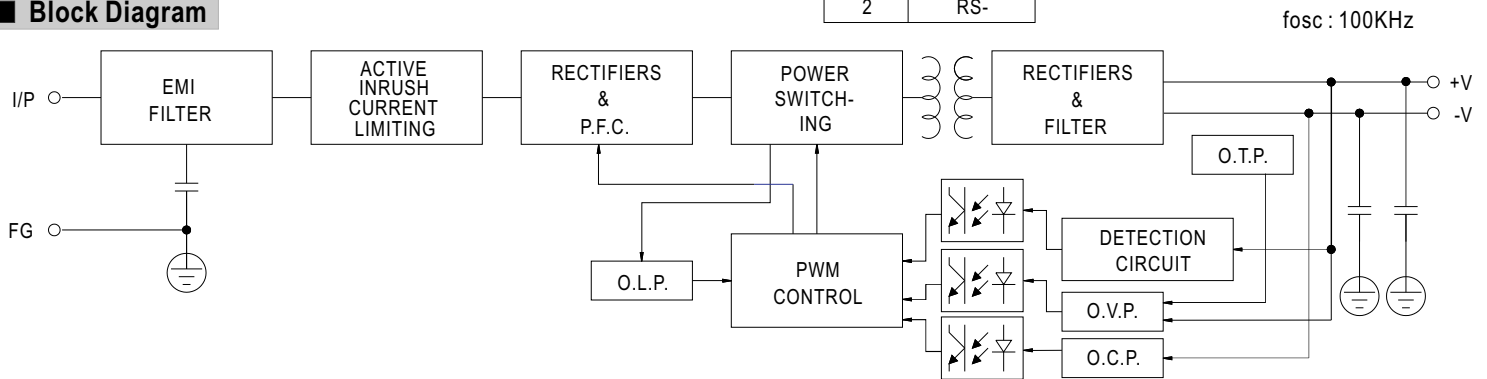 ■ Block Diagram
2 RS-
fosc : 100KHz
I/P
EMI
FILTER
ACTIVE
INRUSH
CURRENT
LIMITING
RECTIFIERS
&
P.F.C.
POWER
SWITCH-
ING
RECTIFIERS
&
FILTER
+V
-V
O.T.P.
FG
O.L.P.
PWM
CONTROL
DETECTION
CIRCUIT
O.V.P.
O.C.P.